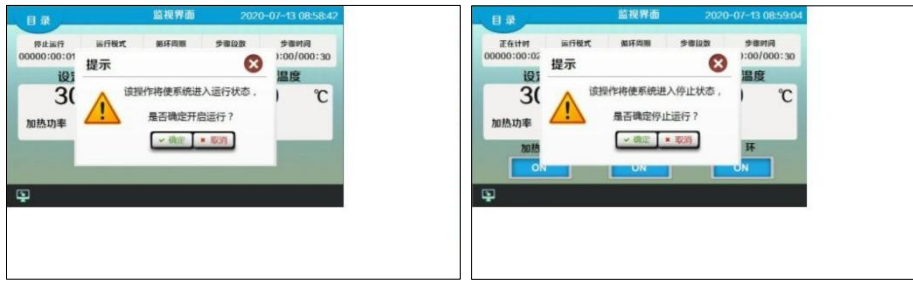 目 录
监视界面
2020-07-13 08:58:42
停止运行
运行模式
循环周期
步骤段数
步骤时间
00000:00:01
):00/000:30
提示
温度
℃
加热功率
该操作将使系统进入运行状态，
是否确定开启运行？
确定
取消
目 录
监视界面
2020-07-13 08:59:04
正在计时
运行模式
循环周期
步骤段数
步骤时间
00000:00:02
):00/000:30
提示
温度
℃
加热功率
该操作将使系统进入停止状态，
是否确定停止运行？
确定
取消
加热
环
ON
ON
ON